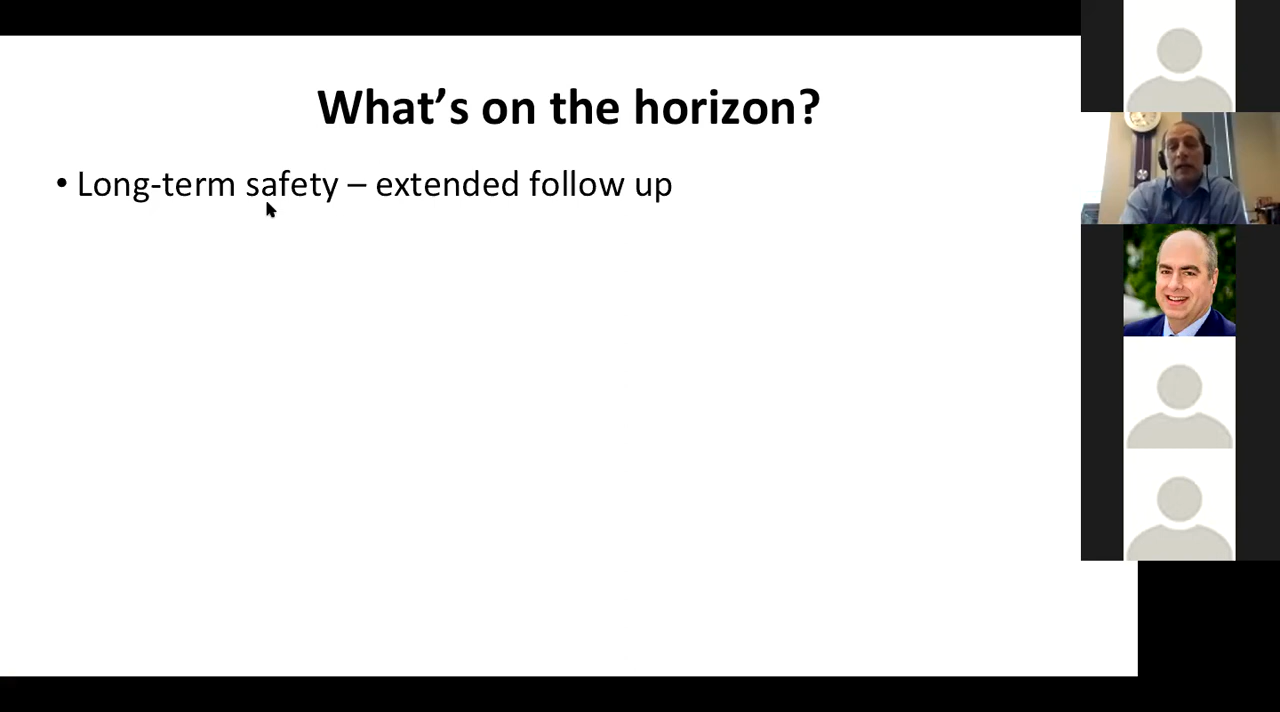 What’s on the horizon?
• Long-term safety – extended follow up